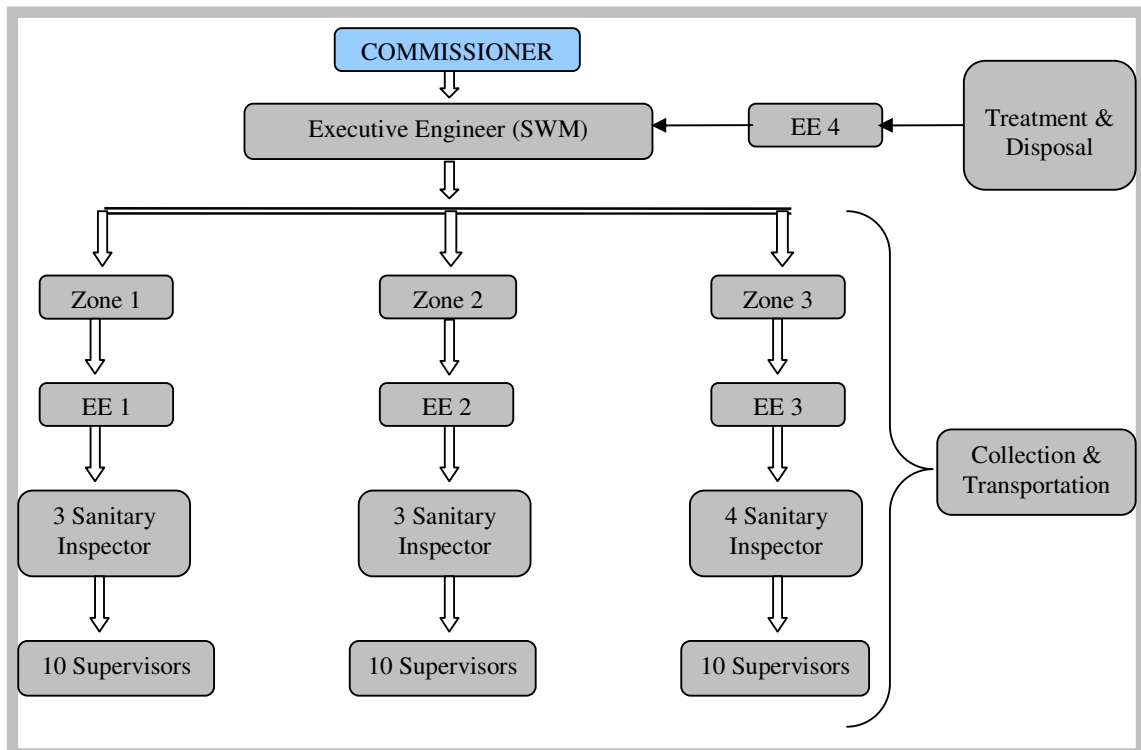 COMMISSIONER
Executive Engineer (SWM)
EE 4
Treatment &
Disposal
Zone 1
Zone 2
Zone 3
EE 1
EE 2
EE 3
Collection &
Transportation
3 Sanitary
Inspector
3 Sanitary
Inspector
4 Sanitary
Inspector
10 Supervisors
10 Supervisors
10 Supervisors